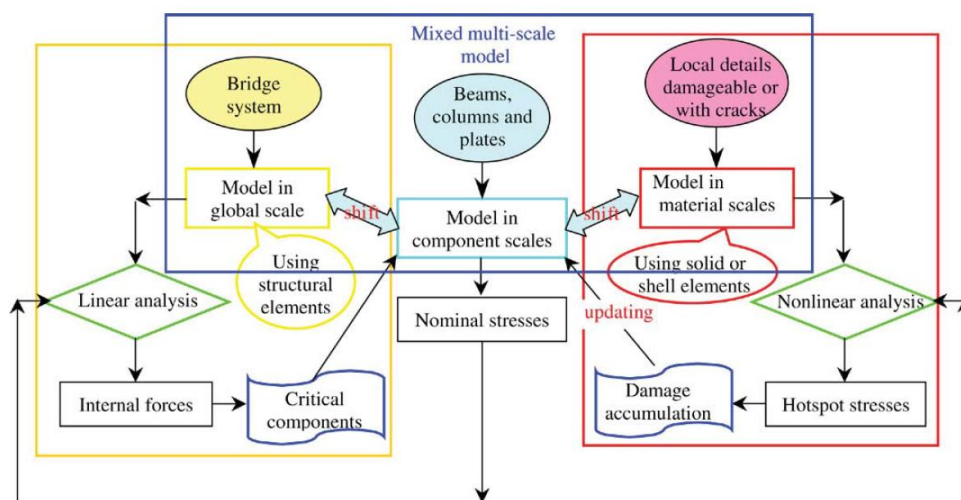 Mixed multi-scale
model
Bridge
system
Beams,
columns and
plates
Local details
damageable or
with cracks
Model in
global scale
shift
Model in
component scales
shift
Model in
material scales
Using
structural
elements
Using solid or
shell elements
Linear analysis
Nominal stresses
updating
Nonlinear analysis
Internal forces
Critical
components
Damage
accumulation
Hotspot stresses